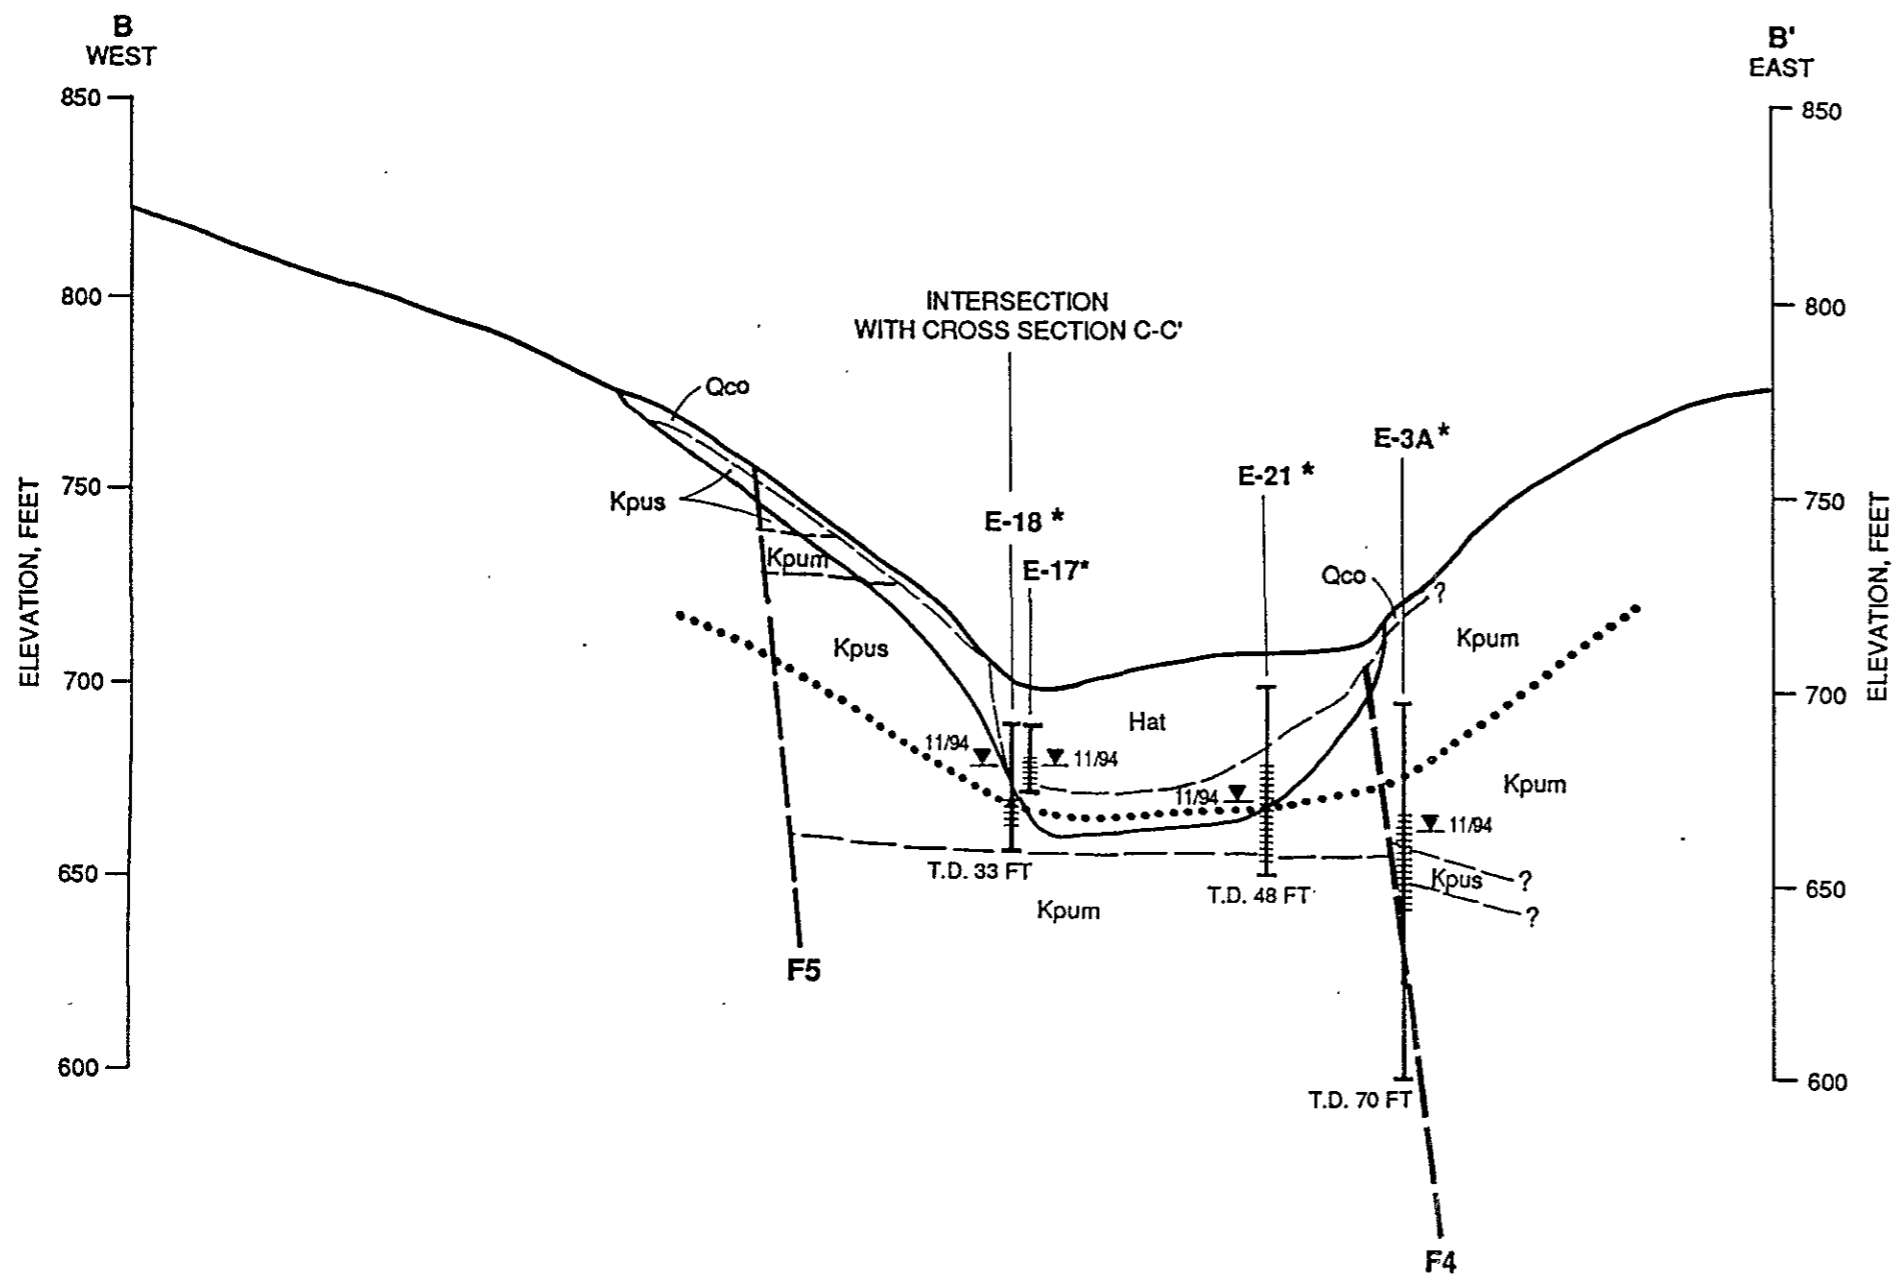 B
WEST
B'
EAST
850
800
750
700
650
600
ELEVATION, FEET
850
800
750
700
650
600
ELEVATION, FEET
INTERSECTION
WITH CROSS SECTION C-C'
Qco
Kpus
Kpum
Kpus
E-18 *
E-17*
E-21 *
E-3A *
Qco
?
Kpum
Hat
11/94
11/94
11/94
11/94
Kpum
Kpus
?
?
T.D. 33 FT
T.D. 48 FT
Kpum
F5
T.D. 70 FT
F4